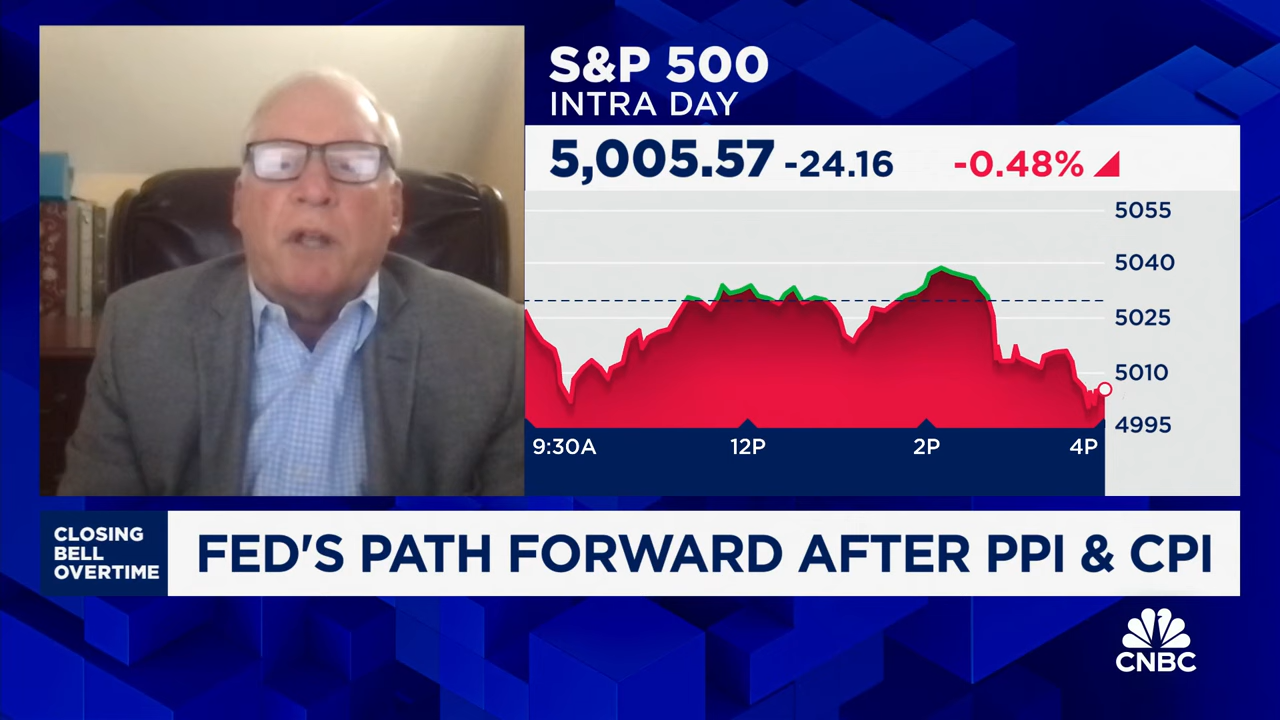 S&P 500
INTRA DAY
5,005.57 -24.16 -0.48%
5055
5040
5025
5010
4995
9:30A 12P 2P 4P
CLOSING
BELL
OVERTIME
FED'S PATH FORWARD AFTER PPI & CPI
CNBC